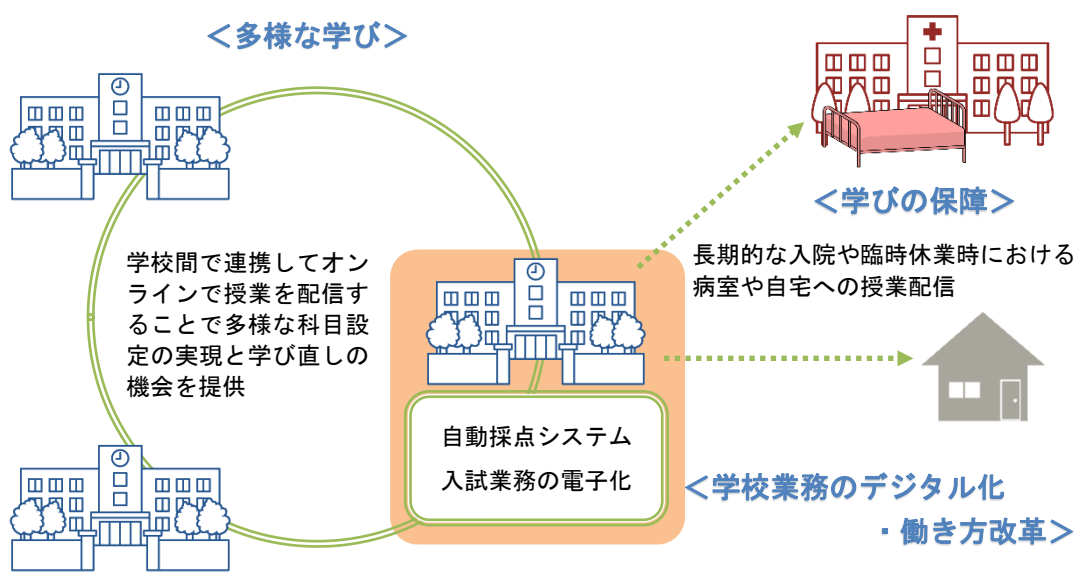 ＜多様な学び＞
学校間で連携してオン
ラインで授業を配信す
ることで多様な科目設
定の実現と学び直しの
機会を提供
＜学びの保障＞
長期的な入院や臨時休業時における
病室や自宅への授業配信
自動採点システム
入試業務の電子化
＜学校業務のデジタル化
・働き方改革＞